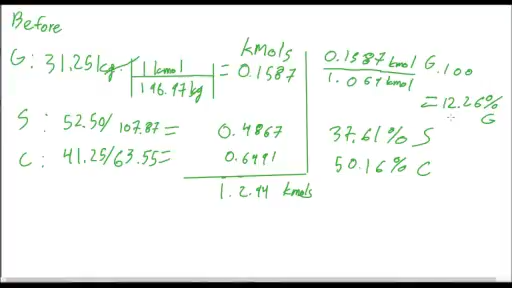 Before
G: 31.25 kg | 1 kmol / 196.97 kg = 0.1587
kmols
0.1587 kmol / 1.0 kmol G . 100
= 12.26% G
S: 52.50/107.87 = 0.4867
37.61% S
C: 41.25/63.55 = 0.6491
50.16% C
1.294 kmols